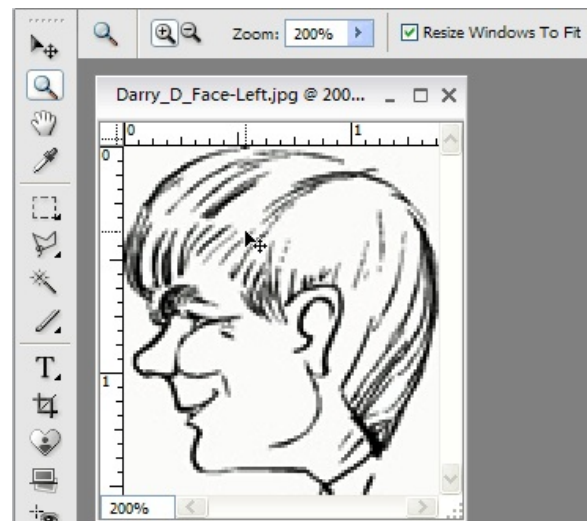 Zoom: 200% Resize Windows To Fit
Darry_D_Face-Left.jpg @ 200...
0 1
0
T
1
200%